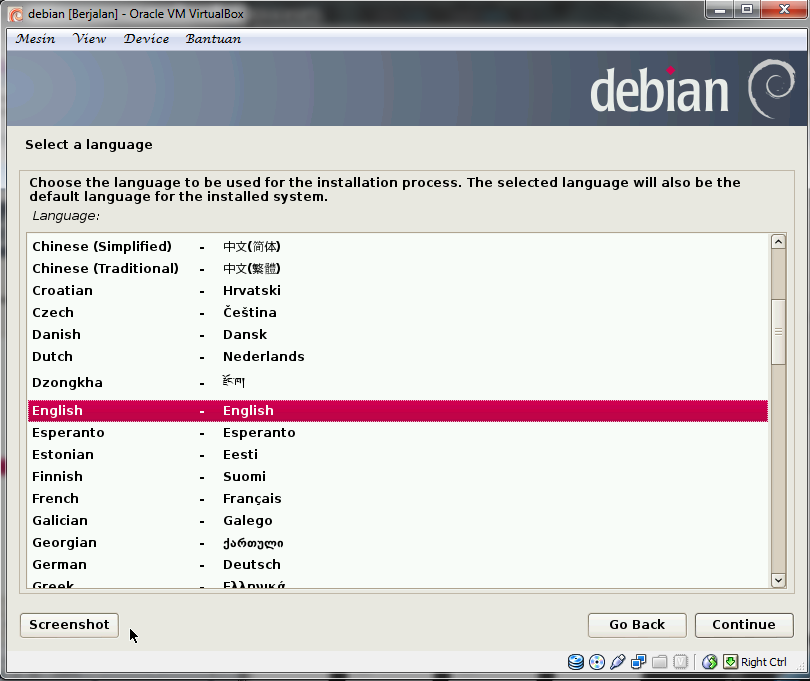 debian [Berjalan] - Oracle VM VirtualBox
Mesin View Device Bantuan
debian
Select a language
Choose the language to be used for the installation process. The selected language will also be the
default language for the installed system.
Language:
Chinese (Simplified) - 中文(简体)
Chinese (Traditional) - 中文(繁體)
Croatian - Hrvatski
Czech - Čeština
Danish - Dansk
Dutch - Nederlands
Dzongkha - རྫོང་ཁ།
English - English
Esperanto - Esperanto
Estonian - Eesti
Finnish - Suomi
French - Français
Galician - Galego
Georgian - ქართული
German - Deutsch
Greek - Ελληνικά
Screenshot Go Back Continue
Right Ctrl